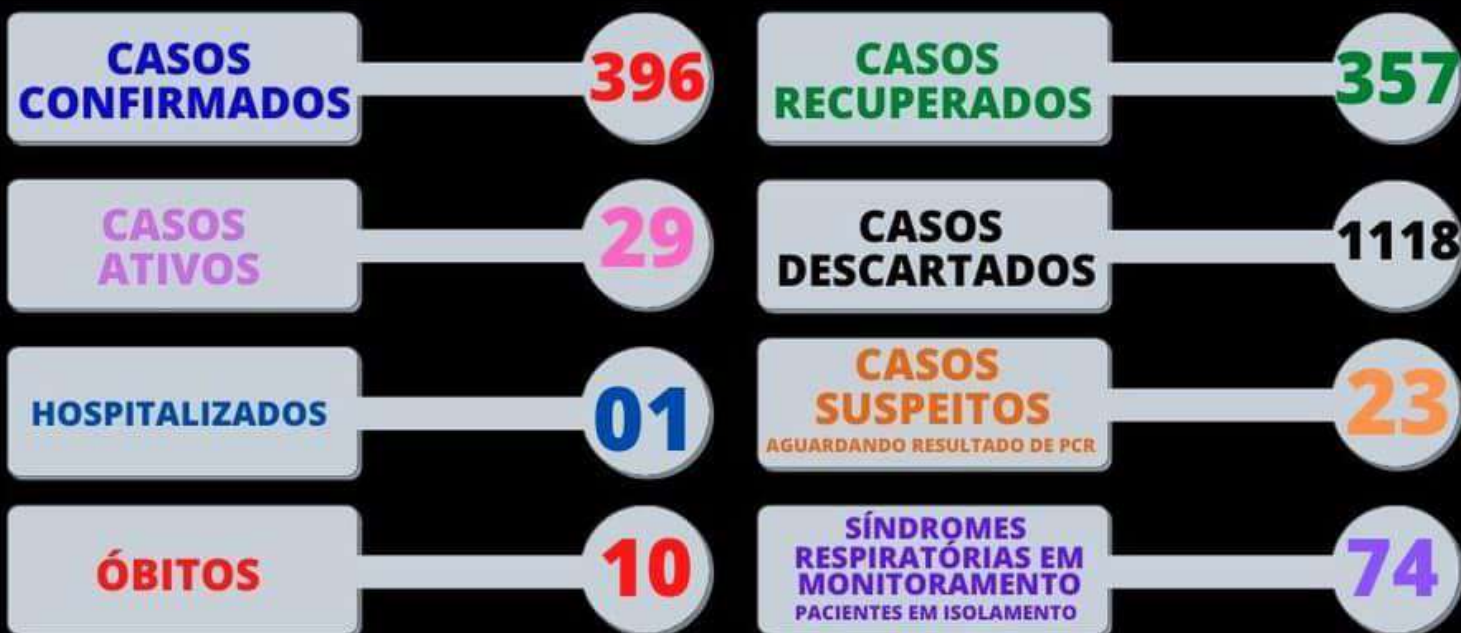 CASOS
CONFIRMADOS
396
CASOS
RECUPERADOS
357
CASOS
ATIVOS
29
CASOS
DESCARTADOS
1118
HOSPITALIZADOS
01
CASOS
SUSPEITOS
AGUARDANDO RESULTADO DE PCR
23
ÓBITOS
10
SÍNDROMES
RESPIRATÓRIAS EM
MONITORAMENTO
PACIENTES EM ISOLAMENTO
74